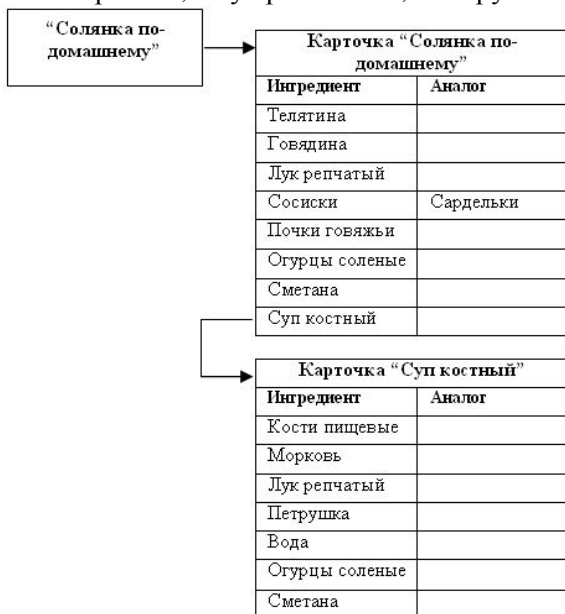 “Солянка по-
домашнему”
Карточка “Солянка по-
домашнему”
Ингредиент Аналог
Телятина
Говядина
Лук репчатый
Сосиски Сардельки
Почки говяжьи
Огурцы соленые
Сметана
Суп костный
Карточка “Суп костный”
Ингредиент Аналог
Кости пищевые
Морковь
Лук репчатый
Петрушка
Вода
Огурцы соленые
Сметана